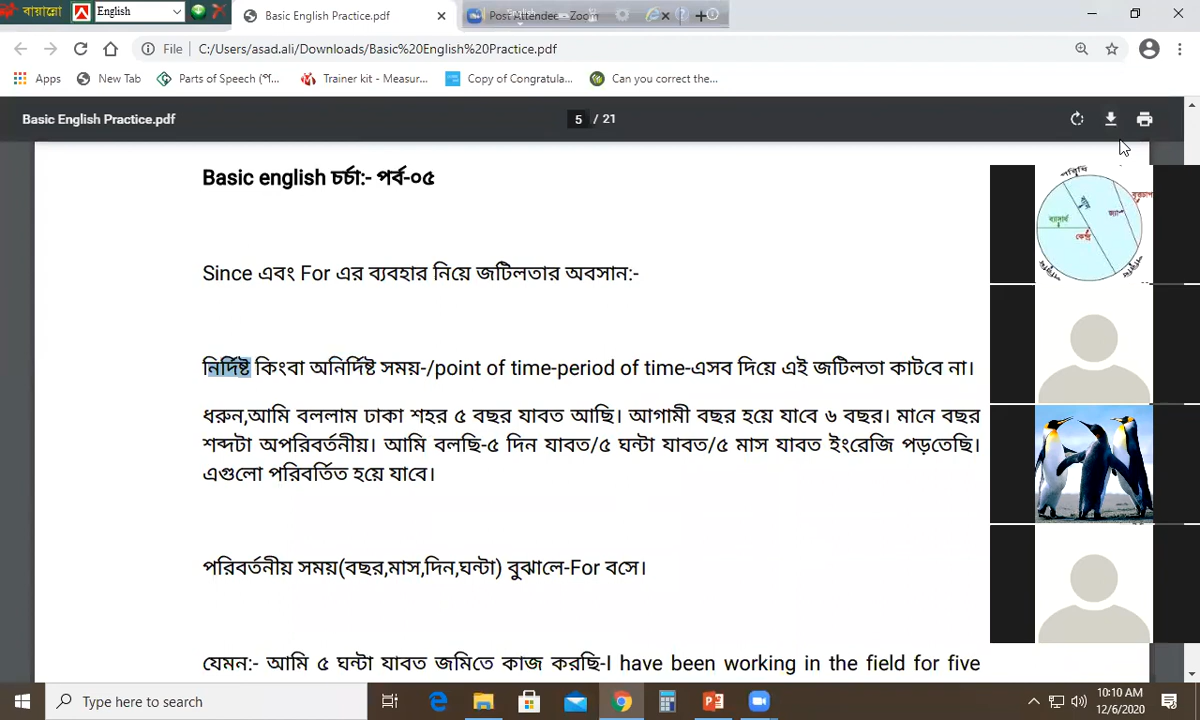 বায়ান্নো English Basic English Practice.pdf Post Attendee - Zoom
File C:/Users/asad.ali/Downloads/Basic%20English%20Practice.pdf
Apps New Tab Parts of Speech (প... Trainer kit - Measur... Copy of Congratula... Can you correct the...
Basic English Practice.pdf 5 / 21
Basic english চর্চা:- পর্ব-০৫
Since এবং For এর ব্যবহার নিয়ে জটিলতার অবসান:-
নির্দিষ্ট কিংবা অনির্দিষ্ট সময়-/point of time-period of time-এসব দিয়ে এই জটিলতা কাটবে না।
ধরুন,আমি বললাম ঢাকা শহর ৫ বছর যাবত আছি। আগামী বছর হয়ে যাবে ৬ বছর। মানে বছর
শব্দটা অপরিবর্তনীয়। আমি বলছি-৫ দিন যাবত/৫ ঘন্টা যাবত/৫ মাস যাবত ইংরেজি পড়তেছি।
এগুলো পরিবর্তিত হয়ে যাবে।
পরিবর্তনীয় সময়(বছর,মাস,দিন,ঘন্টা) বুঝালে-For বসে।
যেমন:- আমি ৫ ঘন্টা যাবত জমিতে কাজ করছি-I have been working in the field for five
পরিধি
ব্যাস
জ্যা
বৃত্তচাপ
ব্যাসার্ধ
কেন্দ্র
Type here to search
10:10 AM
12/6/2020